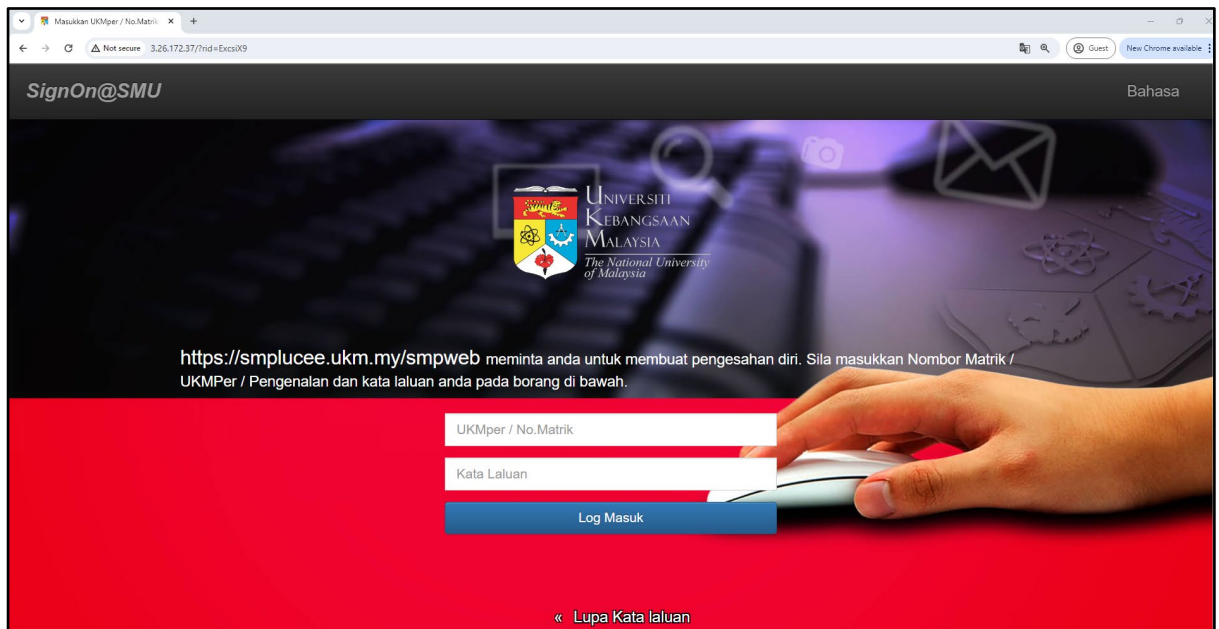 Masukkan UKMper / No.Matrik
Not secure 3.26.172.37/?rid=ExcsiX9
Guest
New Chrome available
SignOn@SMU
Bahasa
UNIVERSITI
KEBANGSAAN
MALAYSIA
The National University
of Malaysia
https://smplucee.ukm.my/smpweb meminta anda untuk membuat pengesahan diri. Sila masukkan Nombor Matrik /
UKMPer / Pengenalan dan kata laluan anda pada borang di bawah.
UKMper / No.Matrik
Kata Laluan
Log Masuk
« Lupa Kata laluan